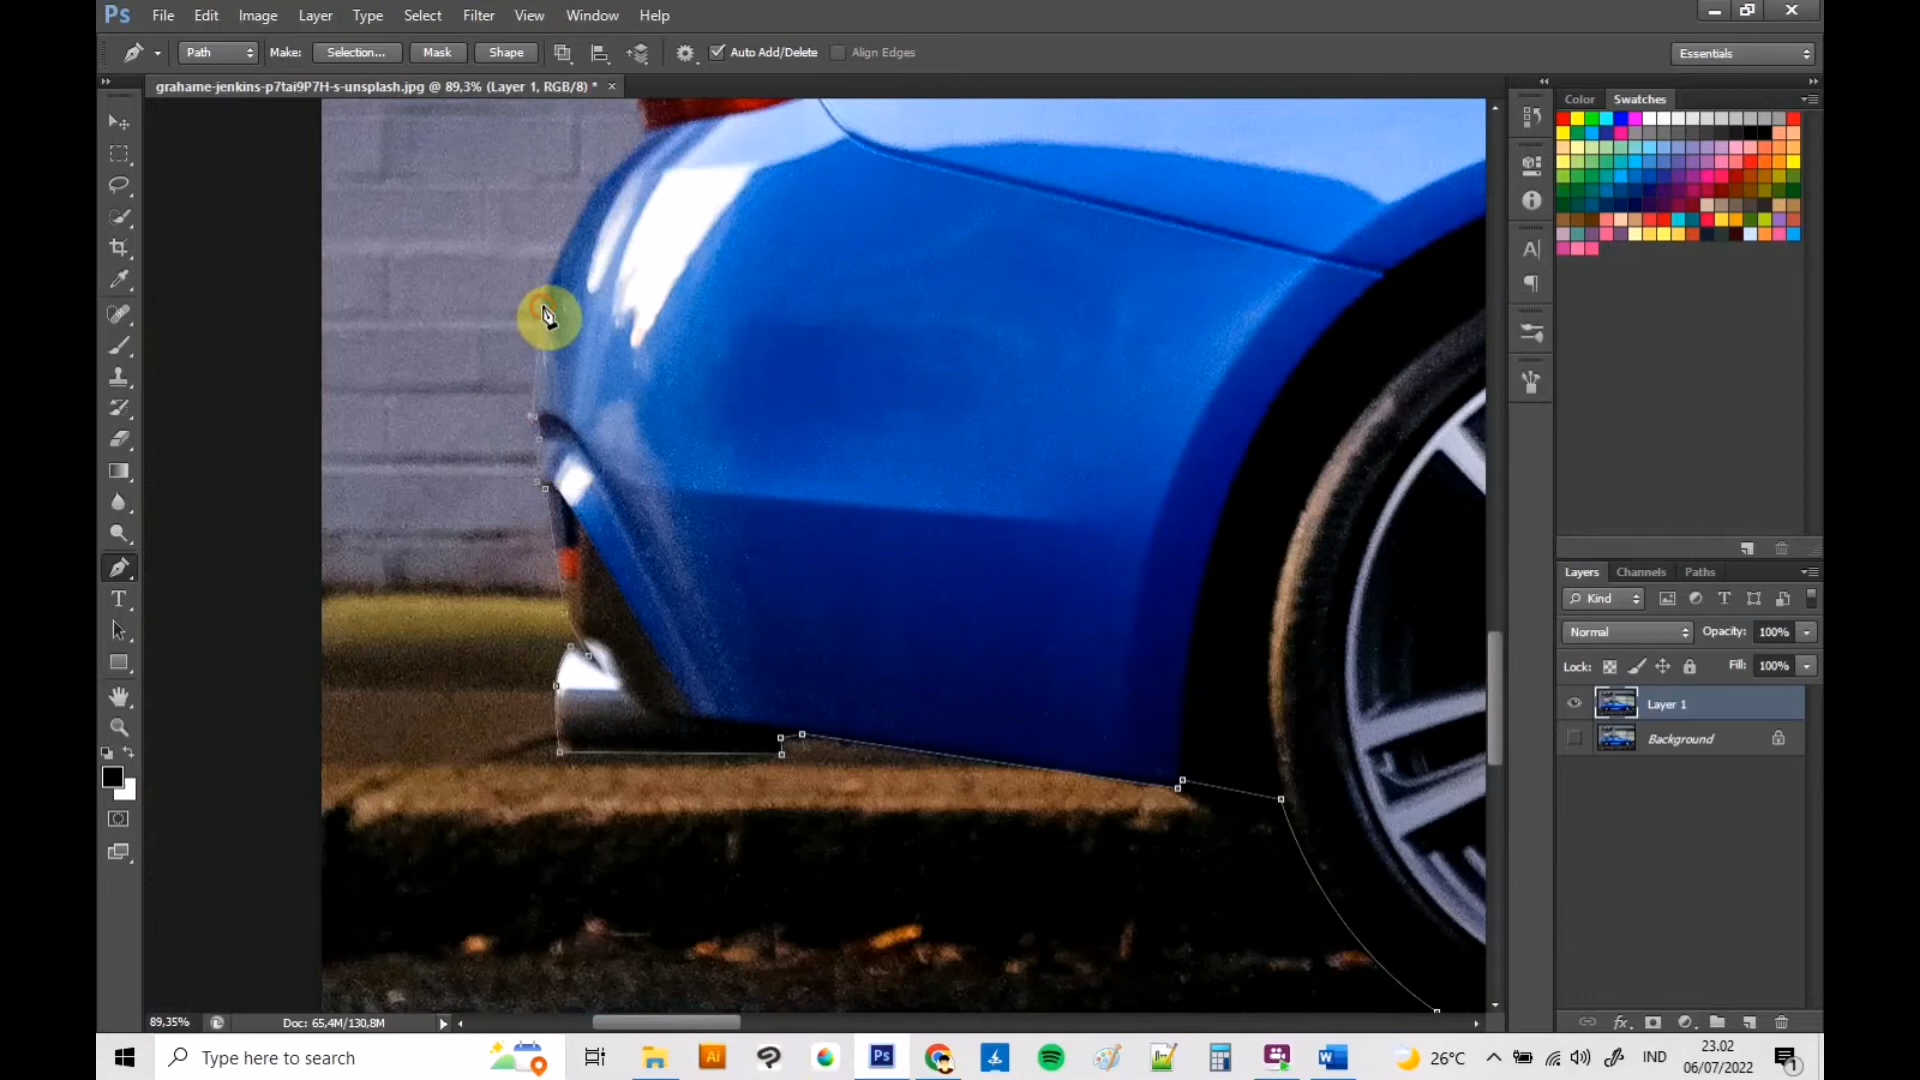 Ps File Edit Image Layer Type Select Filter View Window Help
Path Make: Selection... Mask Shape Auto Add/Delete Align Edges Essentials
grahame-jenkins-p7tai9P7H-s-unsplash.jpg @ 89,3% (Layer 1, RGB/8) *
Color Swatches
Layers Channels Paths
Kind
Normal Opacity: 100%
Lock: Fill: 100%
Layer 1
Background
89,35% Doc: 65,4M/130,8M
Type here to search
Ai
Ps
26°C
IND
23.02
06/07/2022
1